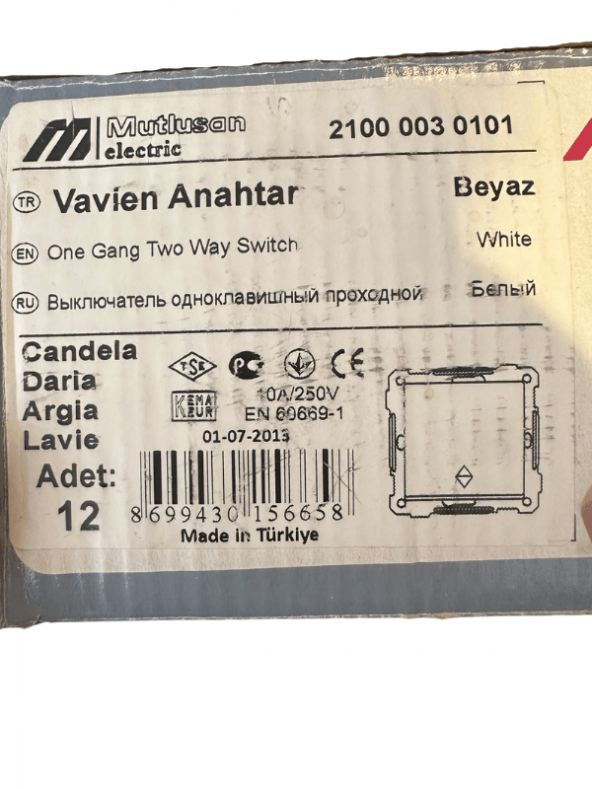 Mutlusan
electric
2100 003 0101
TR Vavien Anahtar Beyaz
EN One Gang Two Way Switch White
RU Выключатель одноклавишный проходной Белый
Candela
Daria
Argia
Lavie
Adet:
12
TSE PC CE
KEMA
KEUR
10A/250V
EN 60669-1
01-07-2013
8 699430 156658
Made in Türkiye